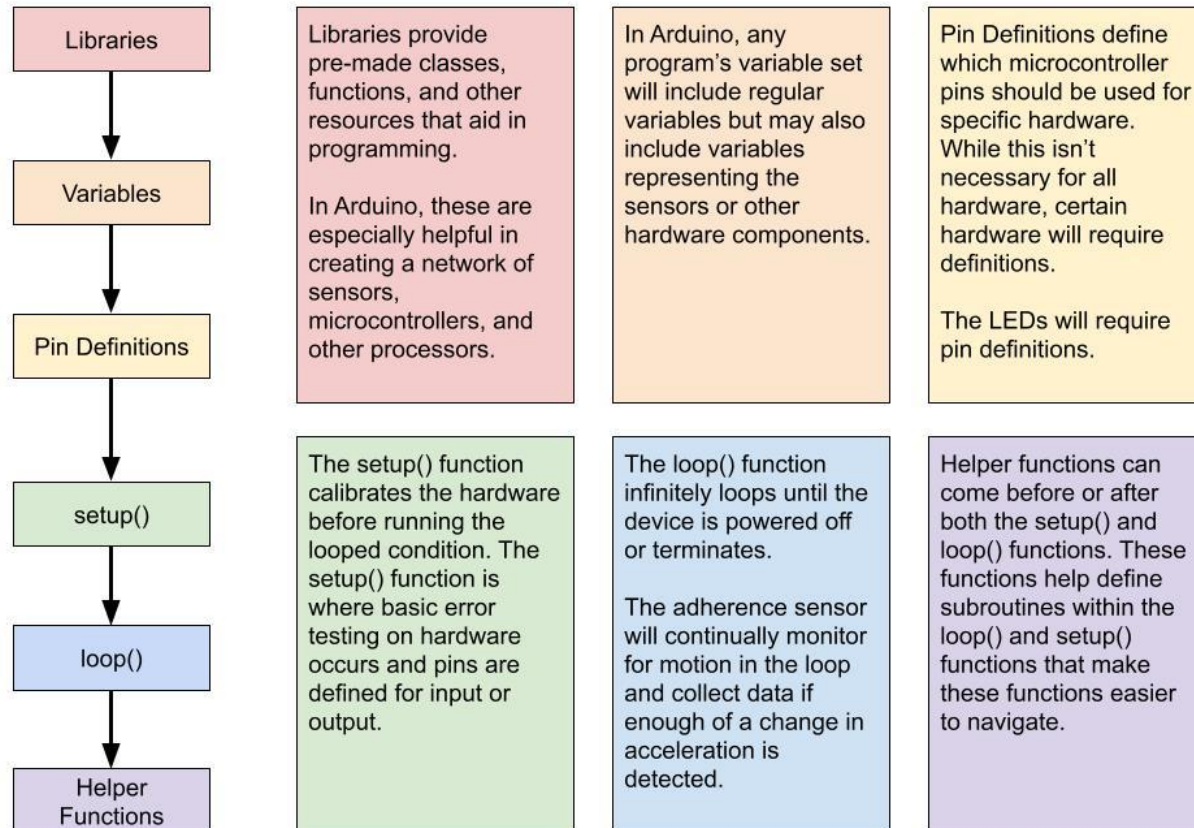 Libraries
Variables
Pin Definitions
setup()
loop()
Helper
Functions
Libraries provide
pre-made classes,
functions, and other
resources that aid in
programming.
In Arduino, these are
especially helpful in
creating a network of
sensors,
microcontrollers, and
other processors.
In Arduino, any
program’s variable set
will include regular
variables but may also
include variables
representing the
sensors or other
hardware components.
Pin Definitions define
which microcontroller
pins should be used for
specific hardware.
While this isn’t
necessary for all
hardware, certain
hardware will require
definitions.
The LEDs will require
pin definitions.
The setup() function
calibrates the hardware
before running the
looped condition. The
setup() function is
where basic error
testing on hardware
occurs and pins are
defined for input or
output.
The loop() function
infinitely loops until the
device is powered off
or terminates.
The adherence sensor
will continually monitor
for motion in the loop
and collect data if
enough of a change in
acceleration is
detected.
Helper functions can
come before or after
both the setup() and
loop() functions. These
functions help define
subroutines within the
loop() and setup()
functions that make
these functions easier
to navigate.